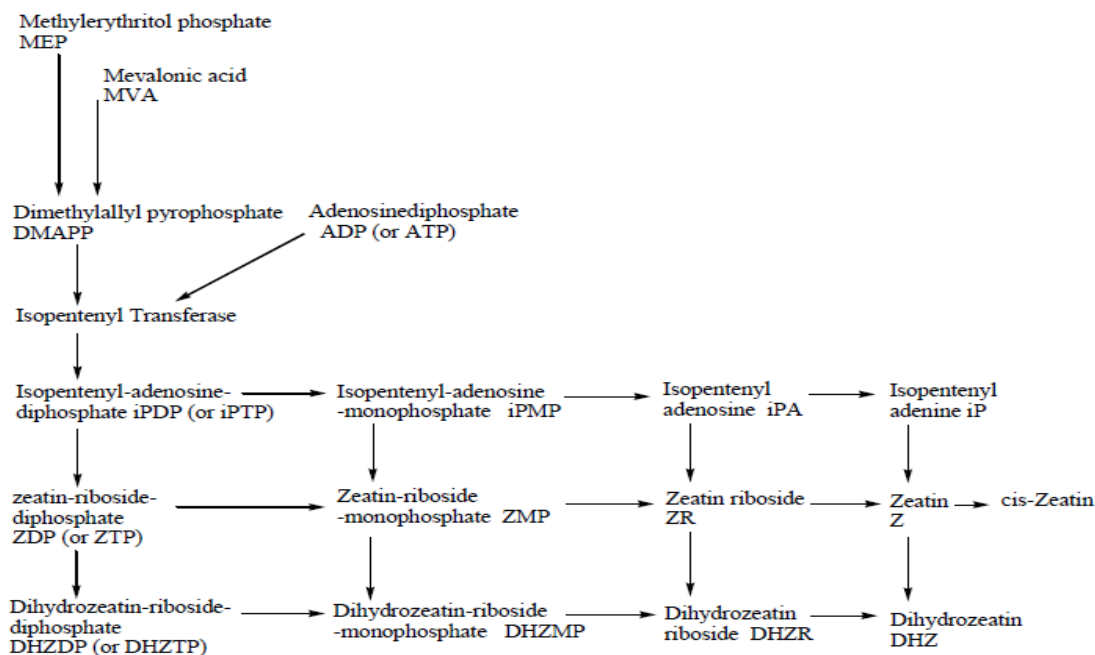 Methylerythritol phosphate
MEP
Mevalonic acid
MVA
Dimethylallyl pyrophosphate
DMAPP
Adenosinediphosphate
ADP (or ATP)
Isopentenyl Transferase
Isopentenyl-adenosine-
diphosphate iPDP (or iPTP)
Isopentenyl-adenosine
-monophosphate iPMP
Isopentenyl
adenosine iPA
Isopentenyl
adenine iP
zeatin-riboside-
diphosphate
ZDP (or ZTP)
Zeatin-riboside
-monophosphate ZMP
Zeatin riboside
ZR
Zeatin
Z
cis-Zeatin
Dihydrozeatin-riboside-
diphosphate
DHZDP (or DHZTP)
Dihydrozeatin-riboside
-monophosphate DHZMP
Dihydrozeatin
riboside DHZR
Dihydrozeatin
DHZ